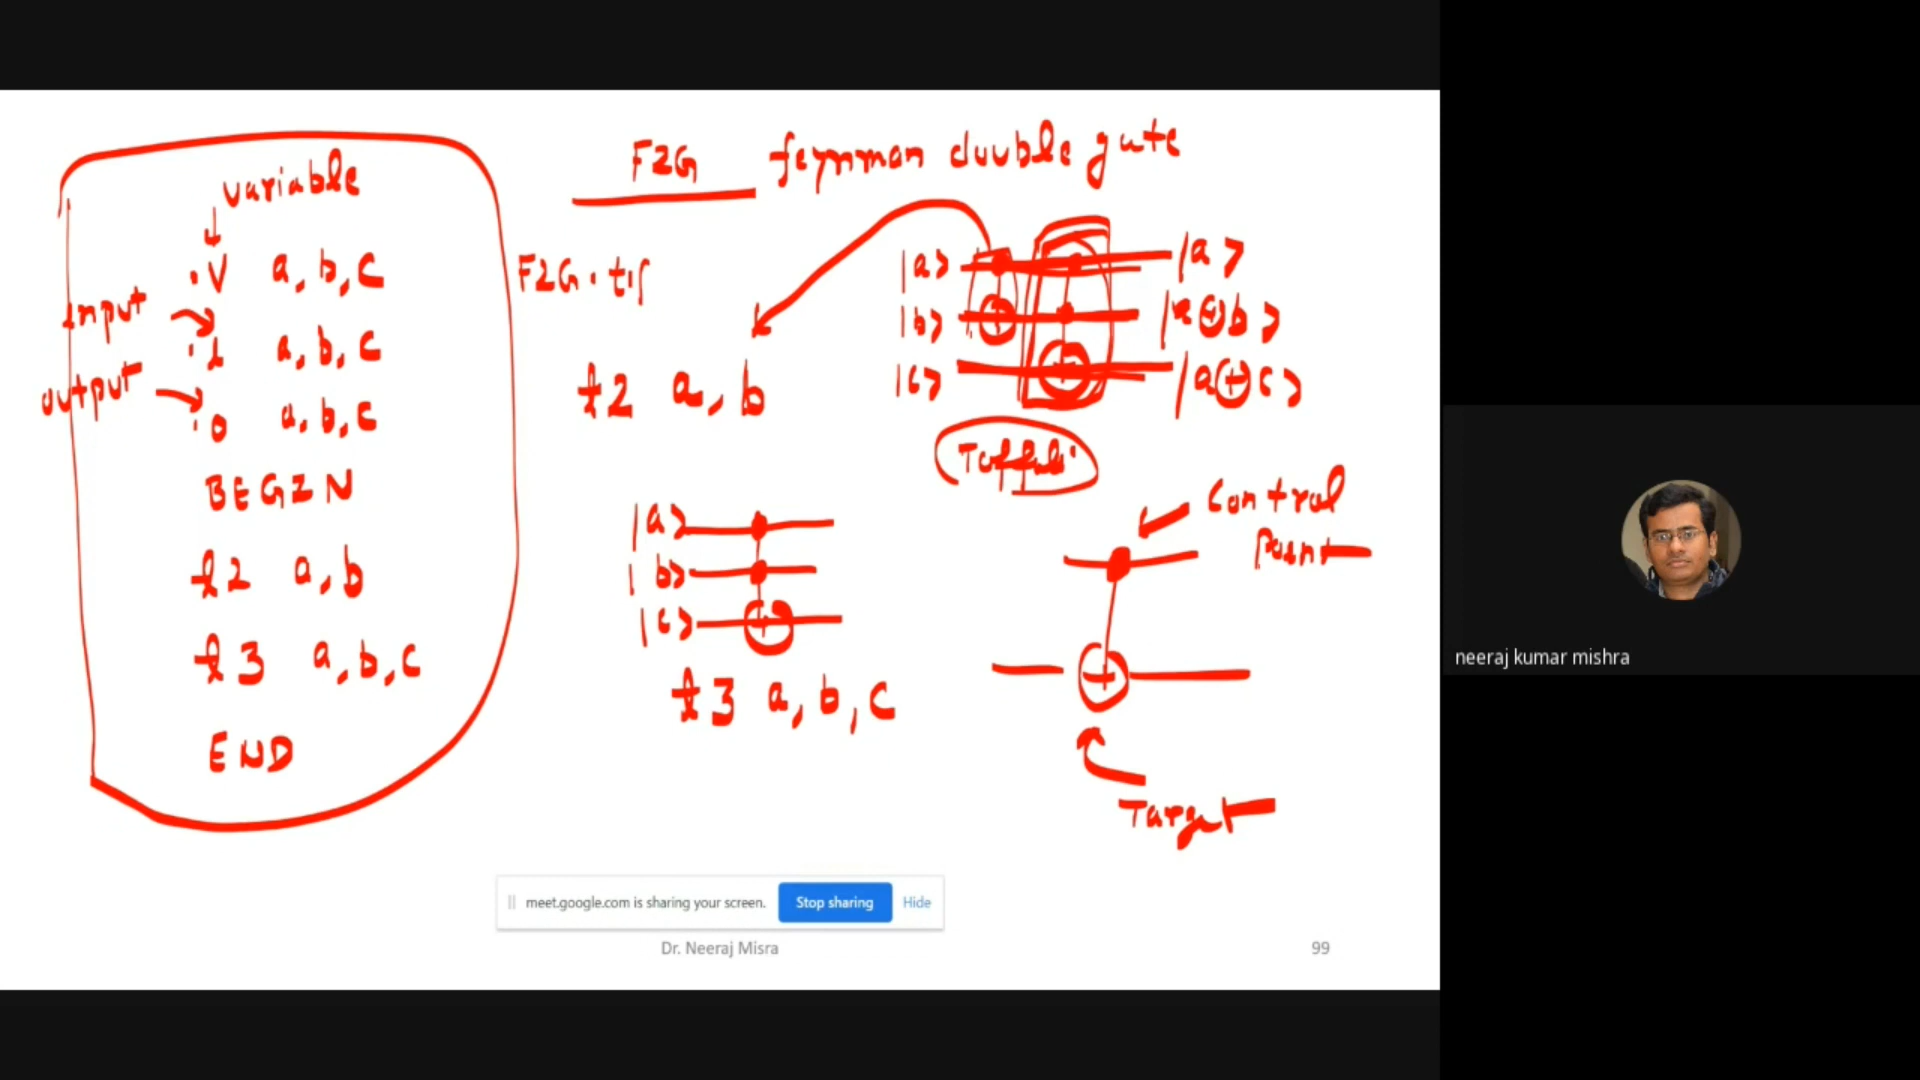 variable
.V a, b, c
Input
.i a, b, c
output
.o a, b, c
BEGIN
t2 a, b
t3 a, b, c
END
F2G feynman double gate
F2G.tf
t2 a, b
|a> |a>
|b> |a⊕b>
|c> |a⊕c>
Toffoli
|a>
|b>
|c>
t3 a, b, c
Control
Point
Target
meet.google.com is sharing your screen. Stop sharing Hide
Dr. Neeraj Misra 99
neeraj kumar mishra